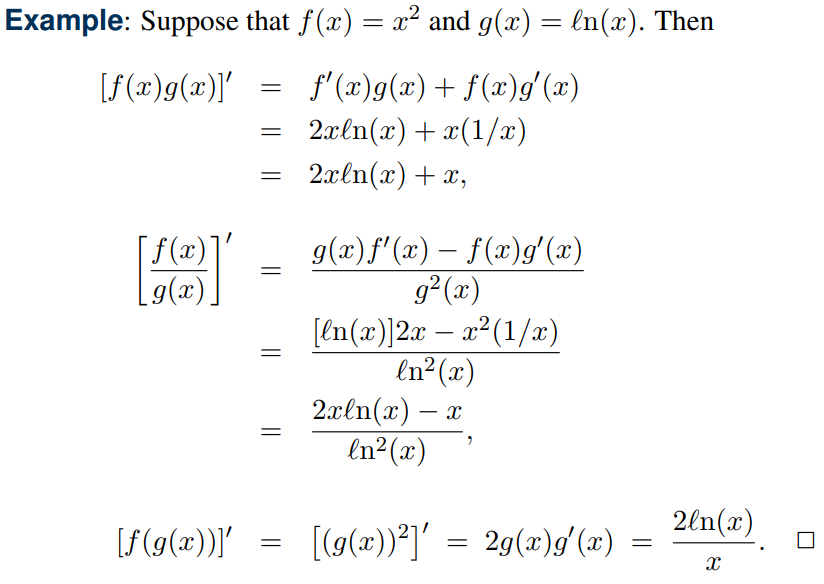 Example: Suppose that f(x) = x² and g(x) = ℓn(x). Then
[f(x)g(x)]′ = f′(x)g(x) + f(x)g′(x)
= 2xℓn(x) + x(1/x)
= 2xℓn(x) + x,
[f(x)/g(x)]′ = (g(x)f′(x) − f(x)g′(x))/g²(x)
= ([ℓn(x)]2x − x²(1/x))/ℓn²(x)
= (2xℓn(x) − x)/ℓn²(x),
[f(g(x))]′ = [(g(x))²]′ = 2g(x)g′(x) = 2ℓn(x)/x. □